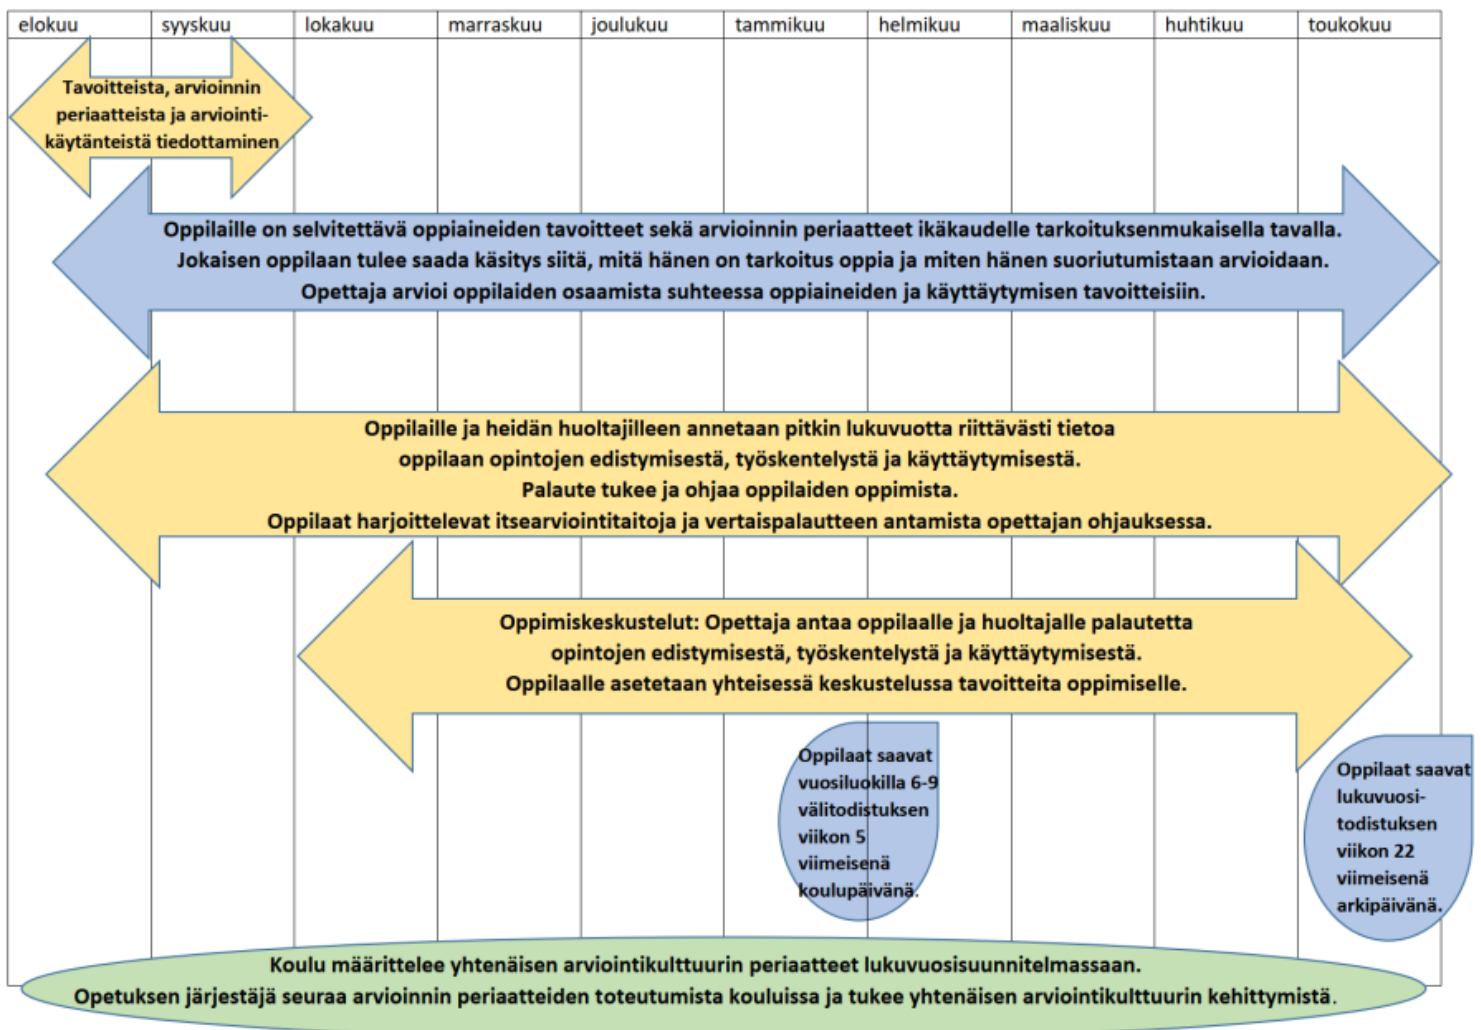 elokuu syyskuu lokakuu marraskuu joulukuu tammikuu helmikuu maaliskuu huhtikuu toukokuu
Tavoitteista, arvioinnin
periaatteista ja arviointi-
käytänteistä tiedottaminen
Oppilaille on selvitettävä oppiaineiden tavoitteet sekä arvioinnin periaatteet ikäkaudelle tarkoituksenmukaisella tavalla.
Jokaisen oppilaan tulee saada käsitys siitä, mitä hänen on tarkoitus oppia ja miten hänen suoriutumistaan arvioidaan.
Opettaja arvioi oppilaiden osaamista suhteessa oppiaineiden ja käyttäytymisen tavoitteisiin.
Oppilaille ja heidän huoltajilleen annetaan pitkin lukuvuotta riittävästi tietoa
oppilaan opintojen edistymisestä, työskentelystä ja käyttäytymisestä.
Palaute tukee ja ohjaa oppilaiden oppimista.
Oppilaat harjoittelevat itsearviointitaitoja ja vertaispalautteen antamista opettajan ohjauksessa.
Oppimiskeskustelut: Opettaja antaa oppilaalle ja huoltajalle palautetta
opintojen edistymisestä, työskentelystä ja käyttäytymisestä.
Oppilaalle asetetaan yhteisessä keskustelussa tavoitteita oppimiselle.
Oppilaat saavat
vuosiluokilla 6-9
välitodistuksen
viikon 5
viimeisenä
koulupäivänä.
Oppilaat saavat
lukuvuosi-
todistuksen
viikon 22
viimeisenä
arkipäivänä.
Koulu määrittelee yhtenäisen arviointikulttuurin periaatteet lukuvuosisuunnitelmassaan.
Opetuksen järjestäjä seuraa arvioinnin periaatteiden toteutumista kouluissa ja tukee yhtenäisen arviointikulttuurin kehittymistä.